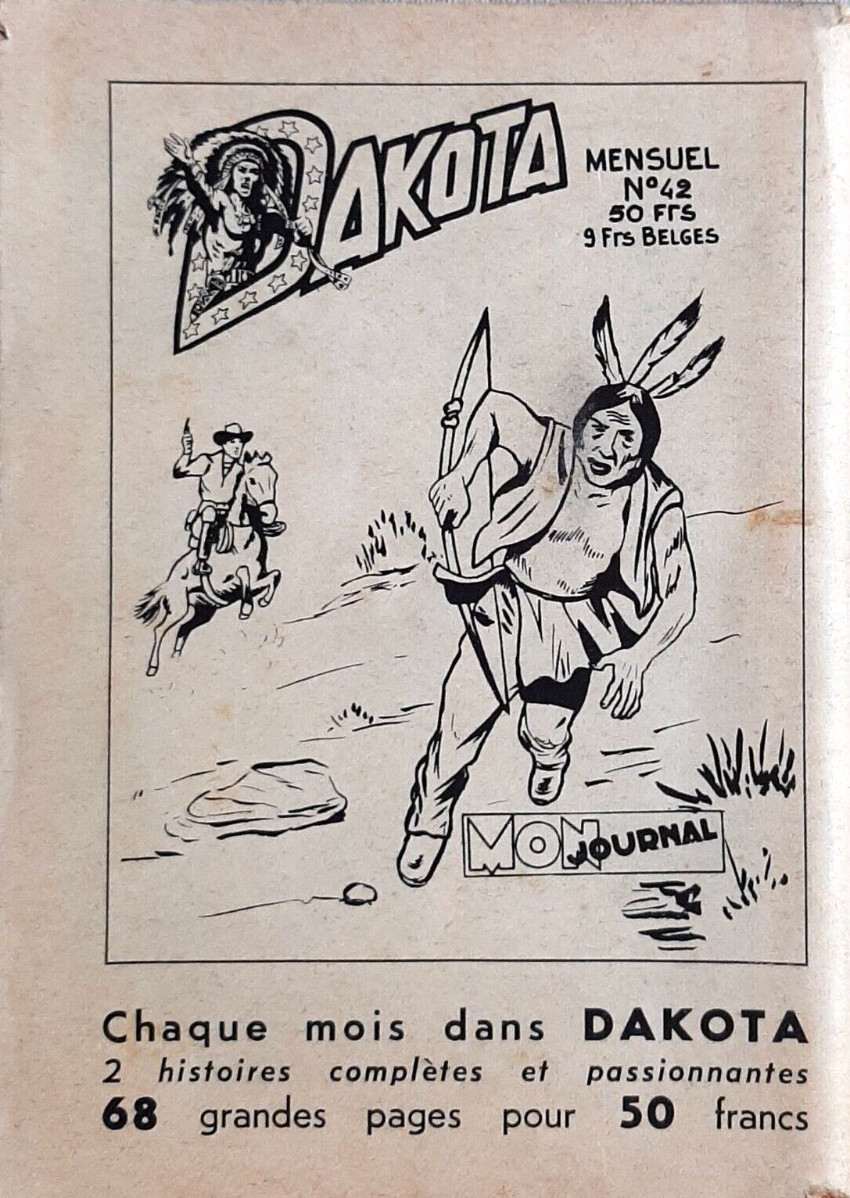 DAKOTA
MENSUEL
N°42
50 Frs
9 Frs BELGES
MON JOURNAL
Chaque mois dans DAKOTA
2 histoires complètes et passionnantes
68 grandes pages pour 50 francs